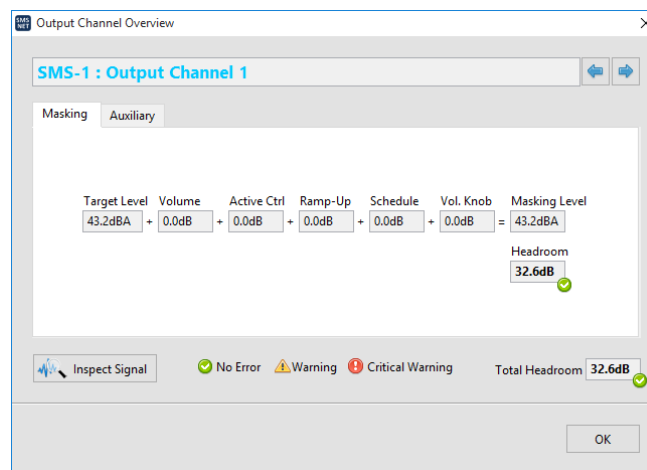 SMS NET Output Channel Overview
SMS-1 : Output Channel 1
Masking Auxiliary
Target Level Volume Active Ctrl Ramp-Up Schedule Vol. Knob Masking Level
43.2dBA + 0.0dB + 0.0dB + 0.0dB + 0.0dB + 0.0dB = 43.2dBA
Headroom
32.6dB
Inspect Signal No Error Warning Critical Warning Total Headroom 32.6dB
OK